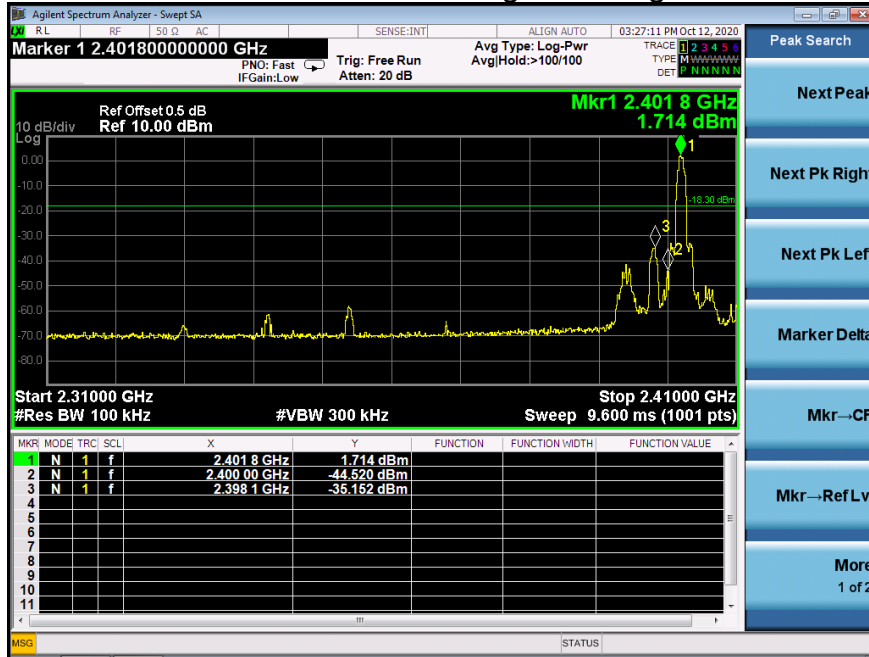 Agilent Spectrum Analyzer - Swept SA
RL RF 50 Ω AC SENSE:INT ALIGN AUTO 03:27:11 PM Oct 12, 2020
Marker 1 2.401800000000 GHz
PNO: Fast
IFGain:Low
Trig: Free Run
Atten: 20 dB
Avg Type: Log-Pwr
Avg|Hold:>100/100
TRACE 1 2 3 4 5 6
TYPE M W W W W W
DET P N N N N N
Mkr1 2.401 8 GHz
1.714 dBm
Ref Offset 0.5 dB
10 dB/div Ref 10.00 dBm
Log
0.00
-10.0
-20.0
-30.0
-40.0
-50.0
-60.0
-70.0
-80.0
1
-18.30 dBm
3
2
Start 2.31000 GHz Stop 2.41000 GHz
#Res BW 100 kHz #VBW 300 kHz Sweep 9.600 ms (1001 pts)
MKR MODE TRC SCL X Y FUNCTION FUNCTION WIDTH FUNCTION VALUE
1 N 1 f 2.401 8 GHz 1.714 dBm
2 N 1 f 2.400 00 GHz -44.520 dBm
3 N 1 f 2.398 1 GHz -35.152 dBm
4
5
6
7
8
9
10
11
MSG STATUS
Peak Search
Next Peak
Next Pk Right
Next Pk Left
Marker Delta
Mkr→CF
Mkr→Ref Lv
More
1 of 2